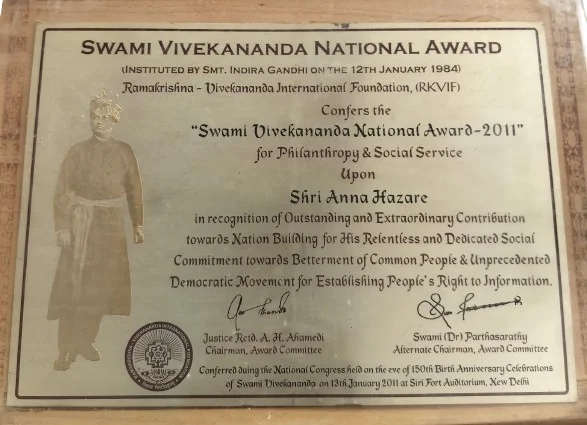 SWAMI VIVEKANANDA NATIONAL AWARD
(INSTITUTED BY SMT. INDIRA GANDHI ON THE 12TH JANUARY 1984)
Ramakrishna - Vivekananda International Foundation, (RKVIF)
Confers the
"Swami Vivekananda National Award-2011"
for Philanthropy & Social Service
Upon
Shri Anna Hazare
in recognition of Outstanding and Extraordinary Contribution
towards Nation Building for His Relentless and Dedicated Social
Commitment towards Betterment of Common People & Unprecedented
Democratic Movement for Establishing People's Right to Information.
Justice Retd. A. H. Ahamedi
Chairman, Award Committee
Swami (Dr) Parthasarathy
Alternate Chairman, Award Committee
Conferred duing the National Congress held on the eve of 150th Birth Anniversary Celebrations
of Swami Vivekananda on 13th January 2011 at Siri Fort Auditorium, New Delhi